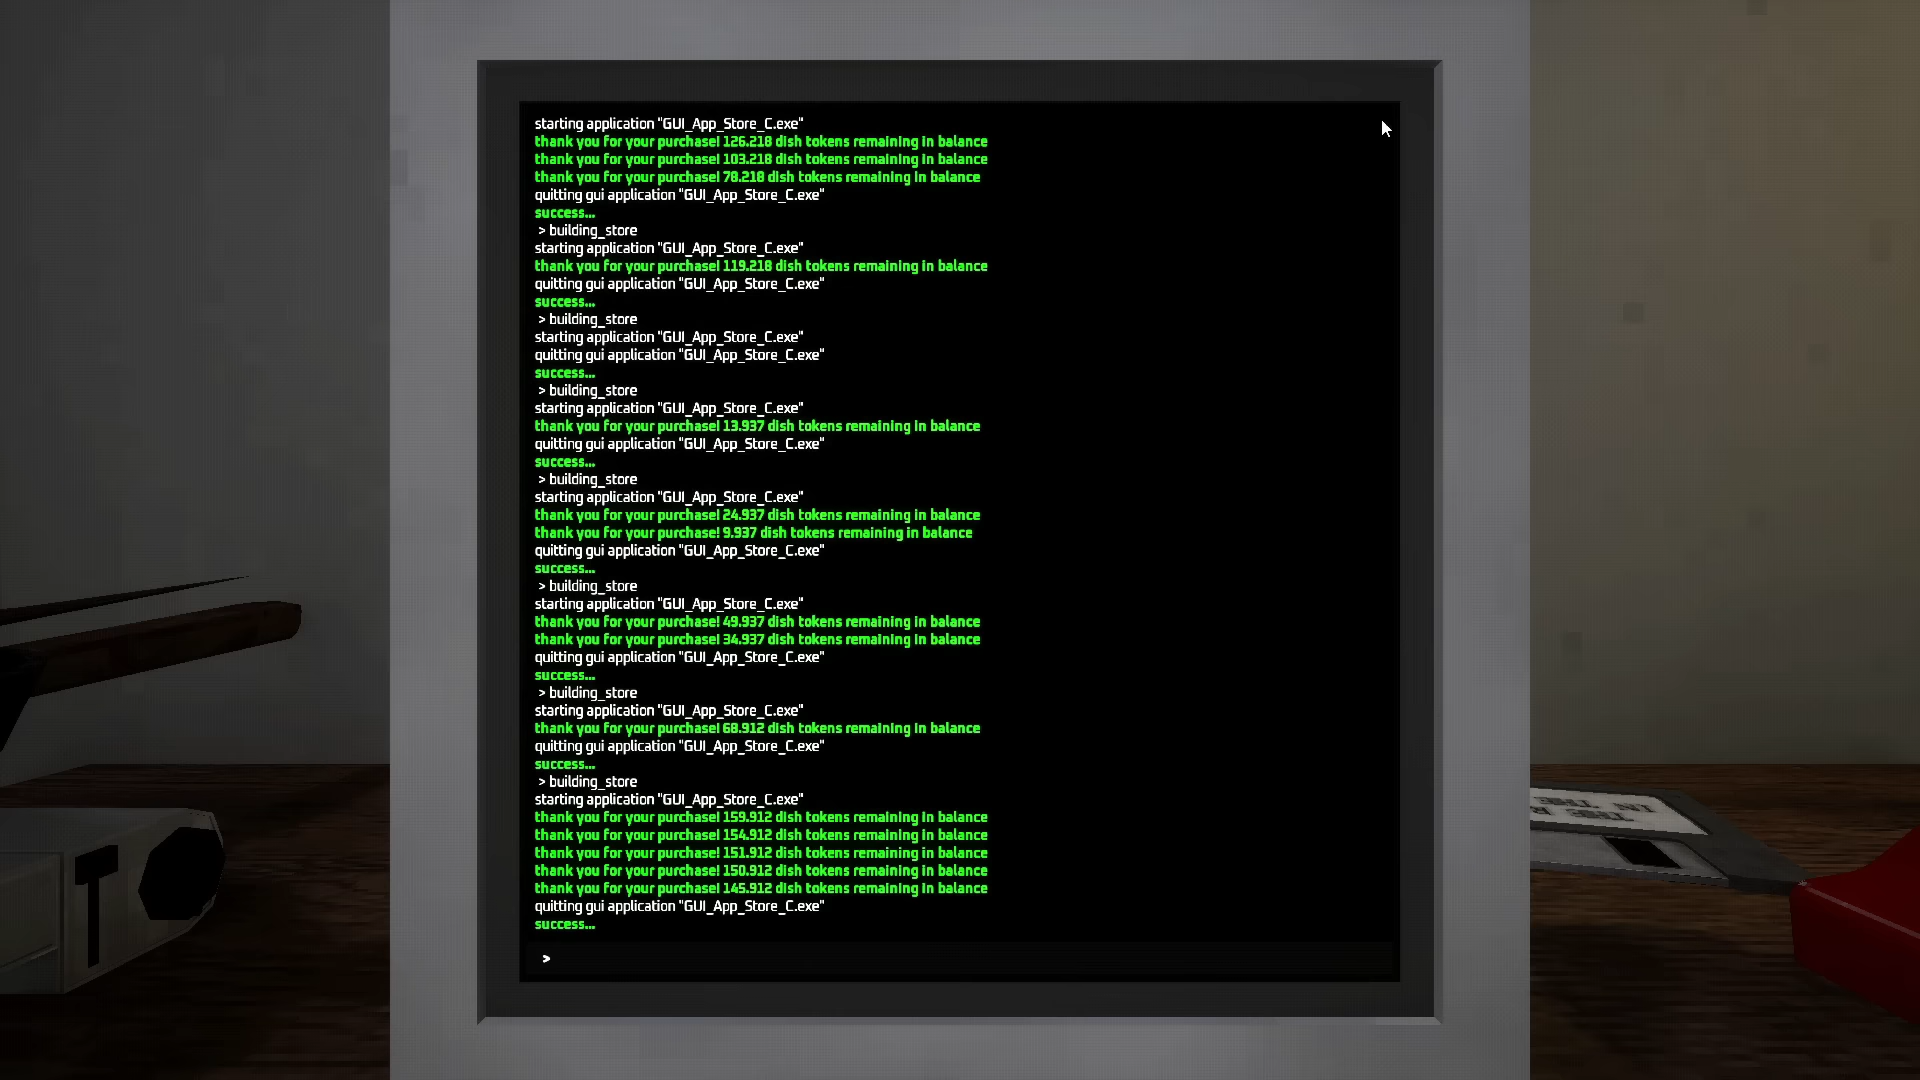 starting application "GUI_App_Store_C.exe"
thank you for your purchase! 126.218 dish tokens remaining in balance
thank you for your purchase! 103.218 dish tokens remaining in balance
thank you for your purchase! 78.218 dish tokens remaining in balance
quitting gui application "GUI_App_Store_C.exe"
success...
> building_store
starting application "GUI_App_Store_C.exe"
thank you for your purchase! 119.218 dish tokens remaining in balance
quitting gui application "GUI_App_Store_C.exe"
success...
> building_store
starting application "GUI_App_Store_C.exe"
quitting gui application "GUI_App_Store_C.exe"
success...
> building_store
starting application "GUI_App_Store_C.exe"
thank you for your purchase! 13.937 dish tokens remaining in balance
quitting gui application "GUI_App_Store_C.exe"
success...
> building_store
starting application "GUI_App_Store_C.exe"
thank you for your purchase! 24.937 dish tokens remaining in balance
thank you for your purchase! 9.937 dish tokens remaining in balance
quitting gui application "GUI_App_Store_C.exe"
success...
> building_store
starting application "GUI_App_Store_C.exe"
thank you for your purchase! 49.937 dish tokens remaining in balance
thank you for your purchase! 34.937 dish tokens remaining in balance
quitting gui application "GUI_App_Store_C.exe"
success...
> building_store
starting application "GUI_App_Store_C.exe"
thank you for your purchase! 68.912 dish tokens remaining in balance
quitting gui application "GUI_App_Store_C.exe"
success...
> building_store
starting application "GUI_App_Store_C.exe"
thank you for your purchase! 159.912 dish tokens remaining in balance
thank you for your purchase! 154.912 dish tokens remaining in balance
thank you for your purchase! 151.912 dish tokens remaining in balance
thank you for your purchase! 150.912 dish tokens remaining in balance
thank you for your purchase! 145.912 dish tokens remaining in balance
quitting gui application "GUI_App_Store_C.exe"
success...
>
IN THE
THE